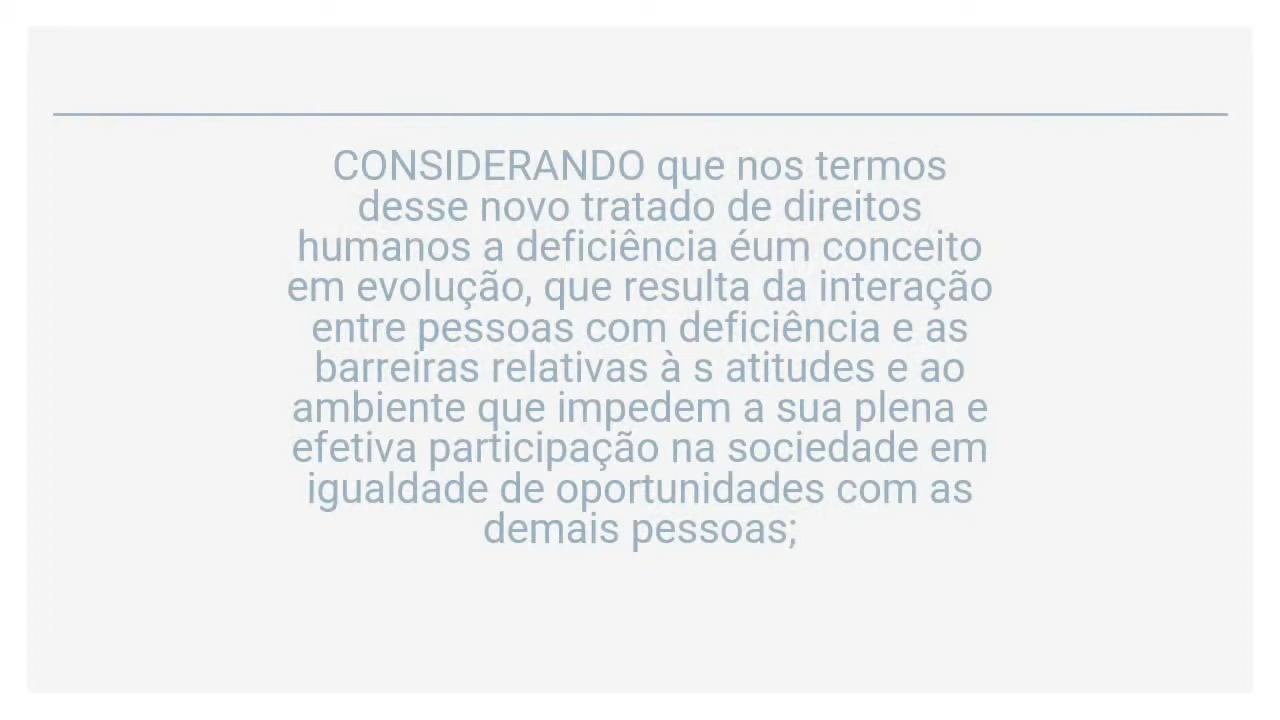 CONSIDERANDO que nos termos
desse novo tratado de direitos
humanos a deficiência éum conceito
em evolução, que resulta da interação
entre pessoas com deficiência e as
barreiras relativas à s atitudes e ao
ambiente que impedem a sua plena e
efetiva participação na sociedade em
igualdade de oportunidades com as
demais pessoas;